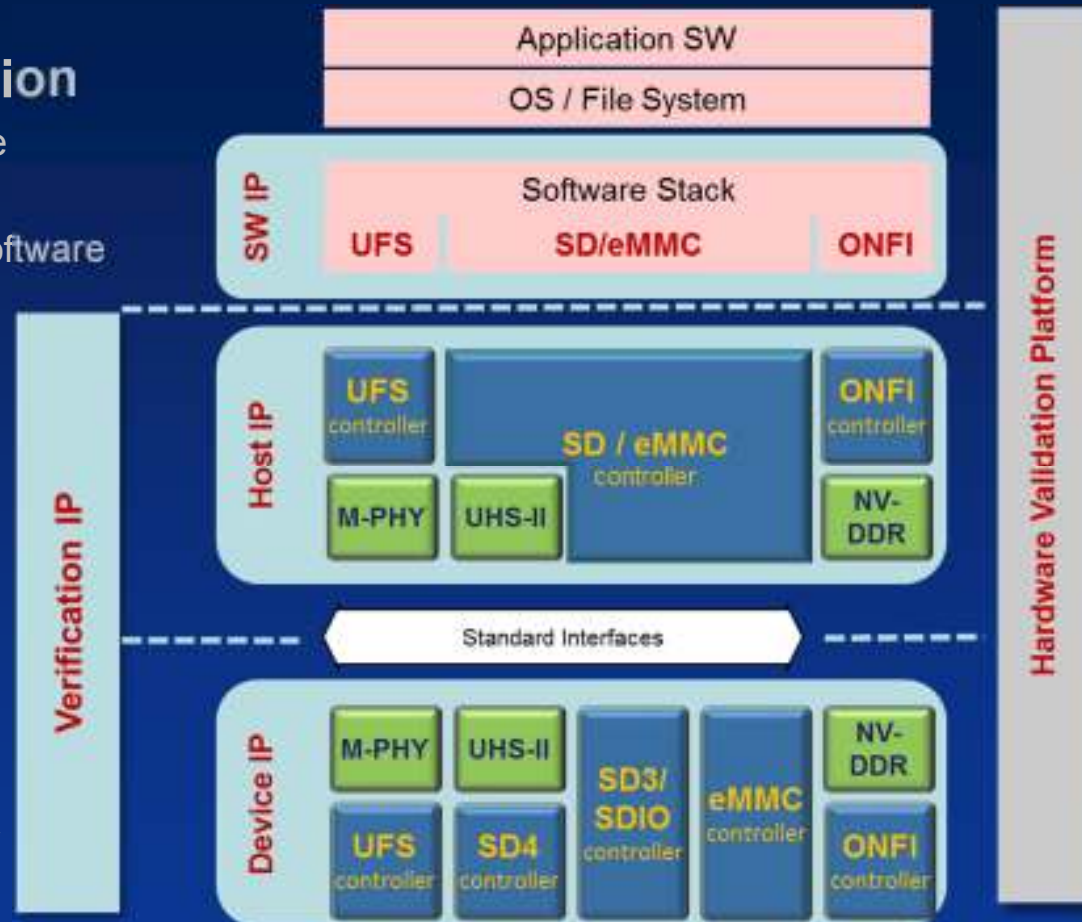 ion
e
oftware
Application SW
OS / File System
SW IP
Software Stack
UFS
SD/eMMC
ONFI
Verification IP
Hardware Validation Platform
Host IP
UFS
controller
SD / eMMC
controller
ONFI
controller
M-PHY
UHS-II
NV-
DDR
Standard Interfaces
Device IP
M-PHY
UHS-II
SD3/
SDIO
controller
eMMC
controller
NV-
DDR
UFS
controller
SD4
controller
ONFI
controller